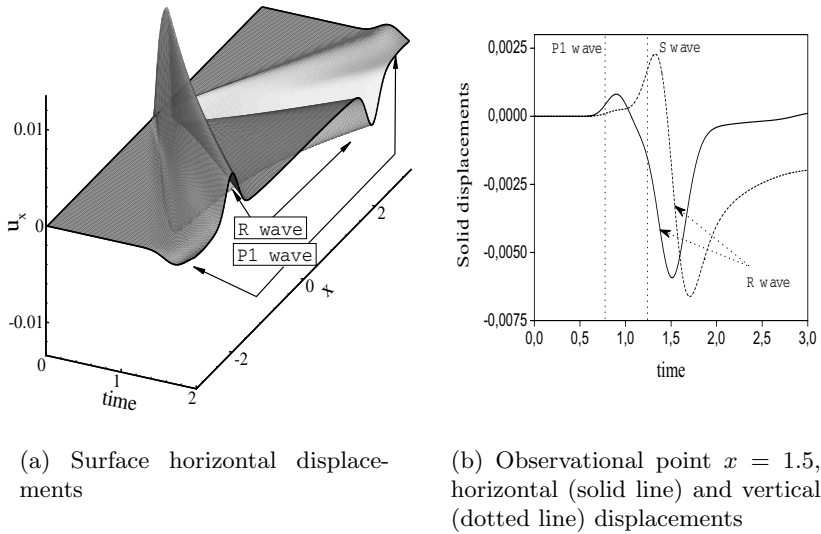 0.01
0
-0.01
u_x
0
1
2
time
-2
0
2
x
R wave
P1 wave
0,0025
0,0000
-0,0025
-0,0050
-0,0075
Solid displacements
P1 wave
S wave
R wave
0,0
0,5
1,0
1,5
2,0
2,5
3,0
time
(a) Surface horizontal displace-
ments
(b) Observational point x = 1.5,
horizontal (solid line) and vertical
(dotted line) displacements